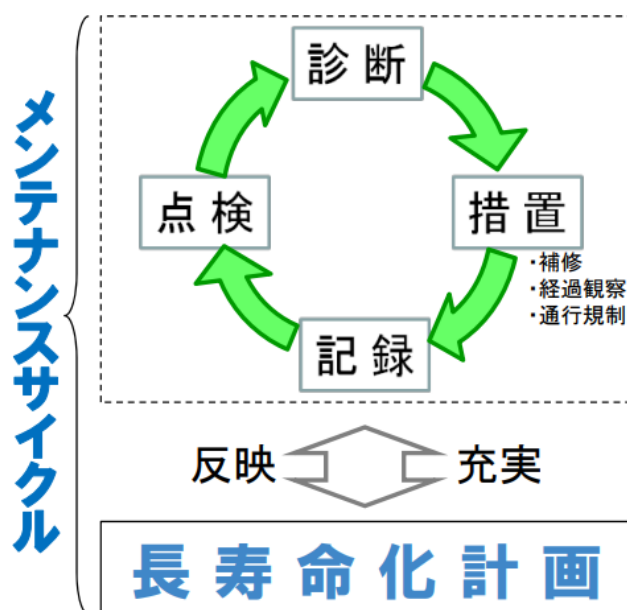 メンテナンスサイクル
診断
点検
措置
・補修
・経過観察
・通行規制
記録
反映
充実
長寿命化計画